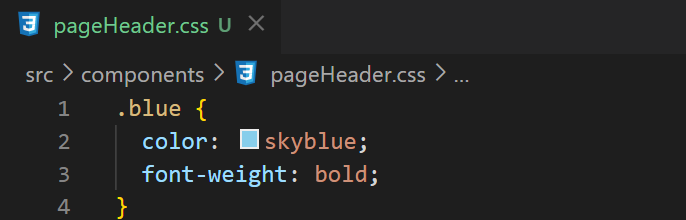 pageHeader.css U
src > components > pageHeader.css > ...
1 .blue {
2 color: skyblue;
3 font-weight: bold;
4 }